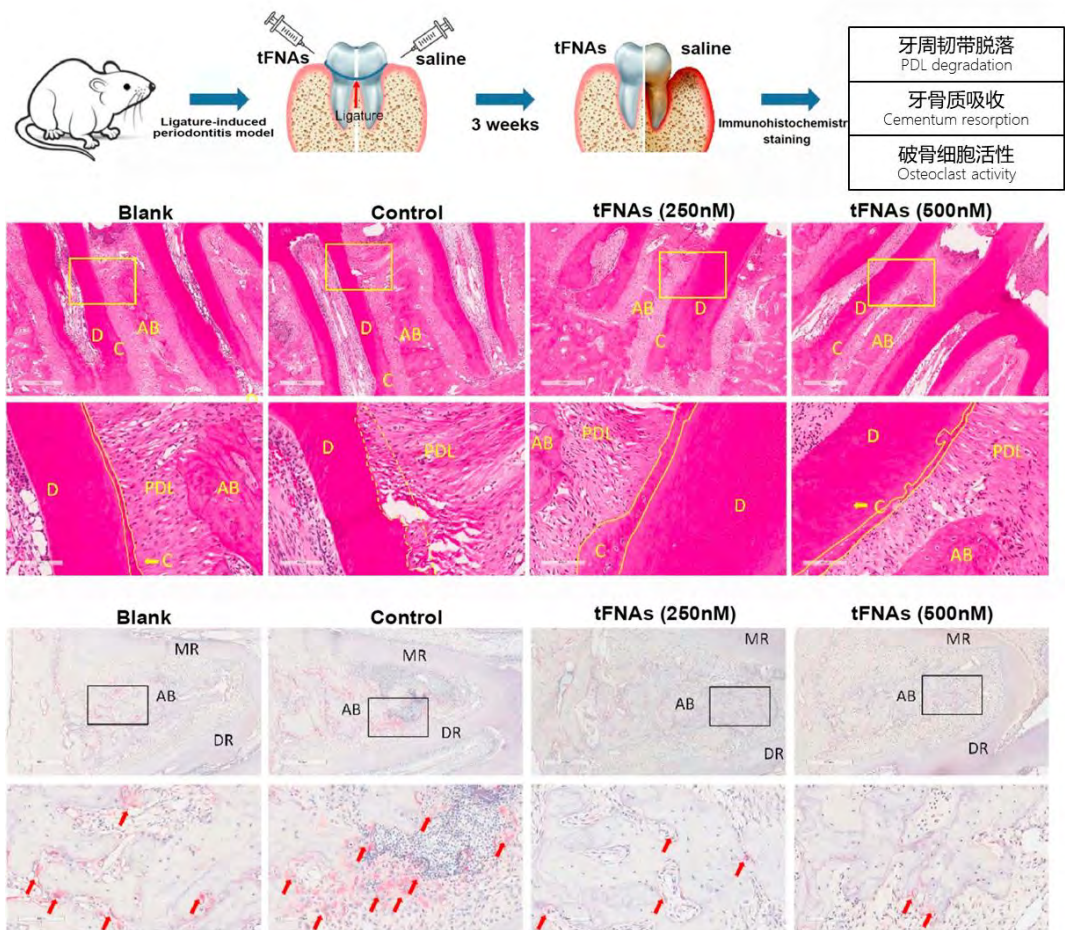 tFNAs
saline
Ligature
Ligature-induced
periodontitis model
3 weeks
tFNAs
saline
Immunohistochemistr
staining
牙周韧带脱落
PDL degradation
牙骨质吸收
Cementum resorption
破骨细胞活性
Osteoclast activity
Blank
Control
tFNAs (250nM)
tFNAs (500nM)
D
C
AB
D
C
AB
AB
C
D
D
C
AB
D
PDL
AB
C
D
PDL
AB
PDL
C
D
D
C
PDL
AB
Blank
Control
tFNAs (250nM)
tFNAs (500nM)
MR
AB
DR
MR
AB
DR
MR
AB
DR
MR
AB
DR